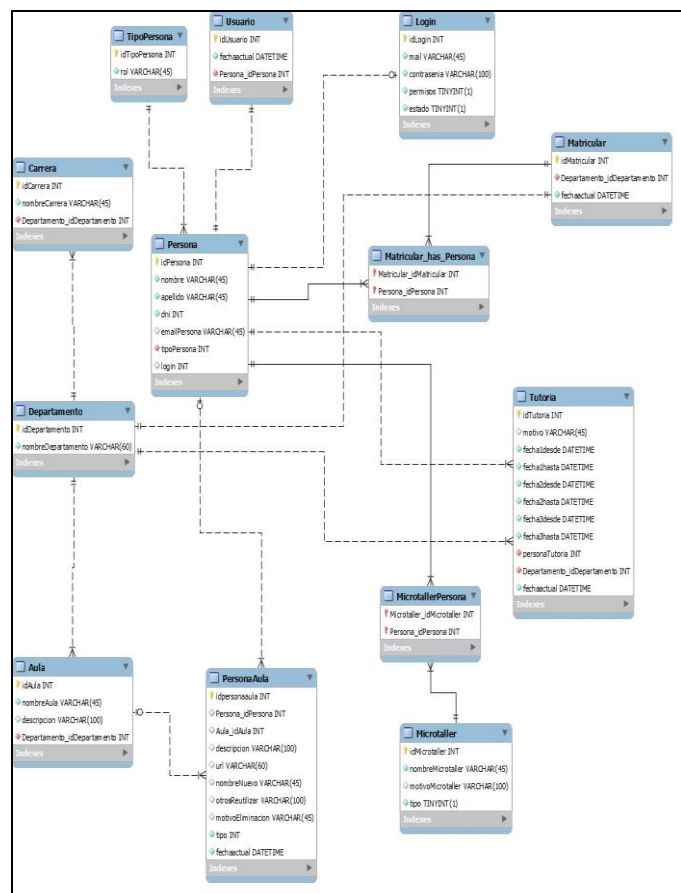 TipoPersona
idTipoPersona INT
rol VARCHAR(45)
Indexes
Usuario
idUsuario INT
fechaactual DATETIME
Persona_idPersona INT
Indexes
Login
idLogin INT
mail VARCHAR(45)
contrasenia VARCHAR(100)
permisos TINYINT(1)
estado TINYINT(1)
Indexes
Matricular
idMatricular INT
Departamento_idDepartamento INT
fechaactual DATETIME
Indexes
Carrera
idCarrera INT
nombreCarrera VARCHAR(45)
Departamento_idDepartamento INT
Indexes
Persona
idPersona INT
nombre VARCHAR(45)
apellido VARCHAR(45)
dni INT
emailPersona VARCHAR(45)
tipoPersona INT
login INT
Indexes
Matricular_has_Persona
Matricular_idMatricular INT
Persona_idPersona INT
Indexes
Departamento
idDepartamento INT
nombreDepartamento VARCHAR(60)
Indexes
Tutoria
idTutoria INT
motivo VARCHAR(45)
fecha1desde DATETIME
fecha1hasta DATETIME
fecha2desde DATETIME
fecha2hasta DATETIME
fecha3desde DATETIME
fecha3hasta DATETIME
personaTutoria INT
Departamento_idDepartamento INT
fechaactual DATETIME
Indexes
MicrotallerPersona
Microtaller_idMicrotaller INT
Persona_idPersona INT
Indexes
Aula
idAula INT
nombreAula VARCHAR(45)
descripcion VARCHAR(100)
Departamento_idDepartamento INT
Indexes
PersonaAula
idpersonaaula INT
Persona_idPersona INT
Aula_idAula INT
descripcion VARCHAR(100)
url VARCHAR(60)
nombreNuevo VARCHAR(45)
otrosReutilizar VARCHAR(100)
motivoEliminacion VARCHAR(45)
tipo INT
fechaactual DATETIME
Indexes
Microtaller
idMicrotaller INT
nombreMicrotaller VARCHAR(45)
motivoMicrotaller VARCHAR(100)
tipo TINYINT(1)
Indexes